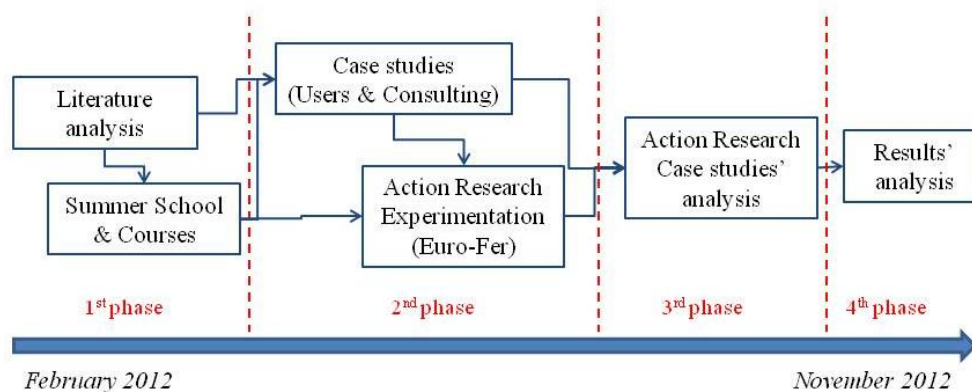 Literature
analysis
Summer School
& Courses
Case studies
(Users & Consulting)
Action Research
Experimentation
(Euro-Fer)
Action Research
Case studies’
analysis
Results’
analysis
1st phase
2nd phase
3rd phase
4th phase
February 2012
November 2012